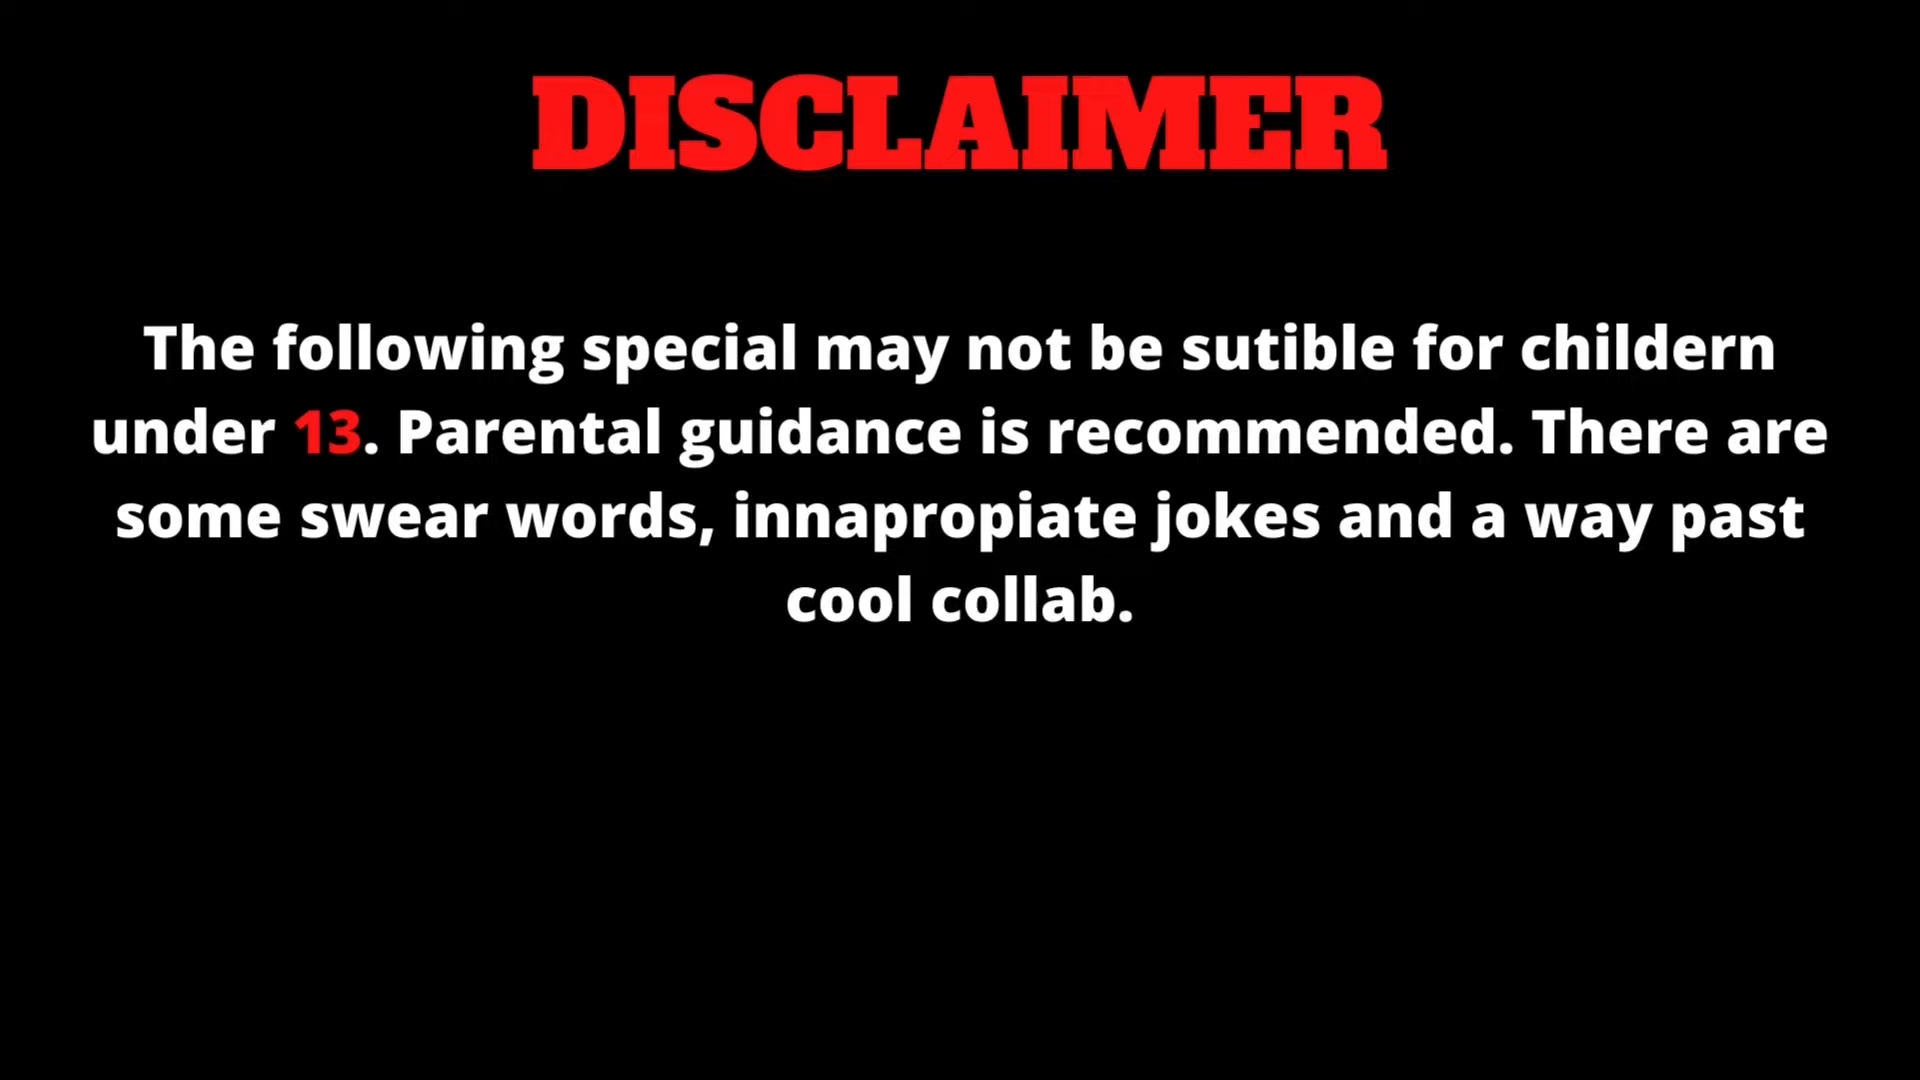 DISCLAIMER
The following special may not be sutible for childern
under 13. Parental guidance is recommended. There are
some swear words, innapropiate jokes and a way past
cool collab.